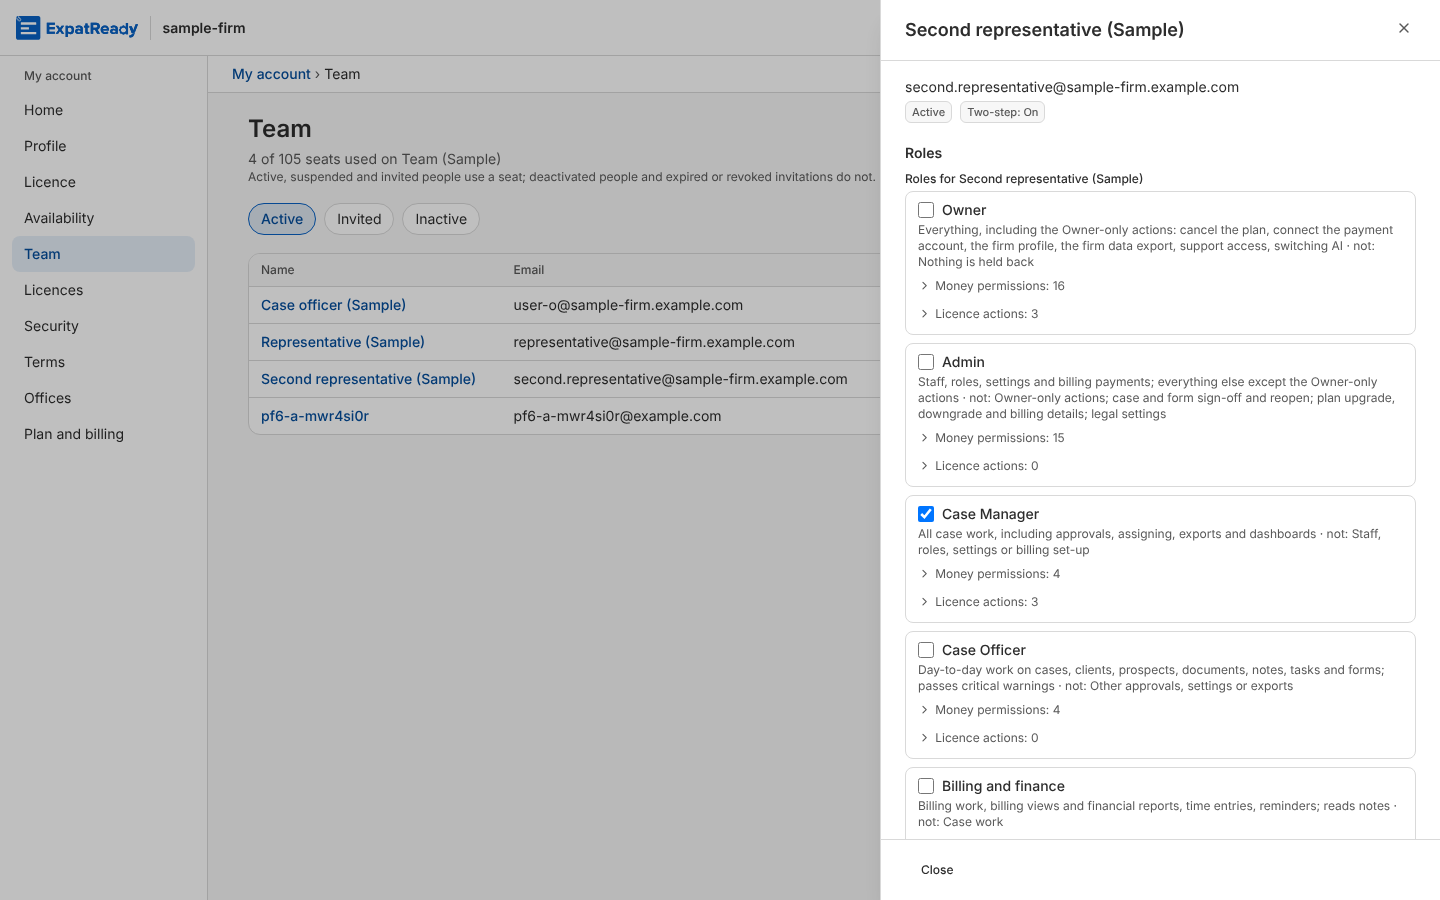 ExpatReady
sample-firm
My account
Home
Profile
Licence
Availability
Team
Licences
Security
Terms
Offices
Plan and billing
My account › Team
Team
4 of 105 seats used on Team (Sample)
Active, suspended and invited people use a seat; deactivated people and expired or revoked invitations do not.
Active
Invited
Inactive
Name
Email
Case officer (Sample)
user-o@sample-firm.example.com
Representative (Sample)
representative@sample-firm.example.com
Second representative (Sample)
second.representative@sample-firm.example.com
pf6-a-mwr4si0r
pf6-a-mwr4si0r@example.com
Second representative (Sample)
second.representative@sample-firm.example.com
Active
Two-step: On
Roles
Roles for Second representative (Sample)
Owner
Everything, including the Owner-only actions: cancel the plan, connect the payment
account, the firm profile, the firm data export, support access, switching AI · not:
Nothing is held back
Money permissions: 16
Licence actions: 3
Admin
Staff, roles, settings and billing payments; everything else except the Owner-only
actions · not: Owner-only actions; case and form sign-off and reopen; plan upgrade,
downgrade and billing details; legal settings
Money permissions: 15
Licence actions: 0
Case Manager
All case work, including approvals, assigning, exports and dashboards · not: Staff,
roles, settings or billing set-up
Money permissions: 4
Licence actions: 3
Case Officer
Day-to-day work on cases, clients, prospects, documents, notes, tasks and forms;
passes critical warnings · not: Other approvals, settings or exports
Money permissions: 4
Licence actions: 0
Billing and finance
Billing work, billing views and financial reports, time entries, reminders; reads notes ·
not: Case work
Close